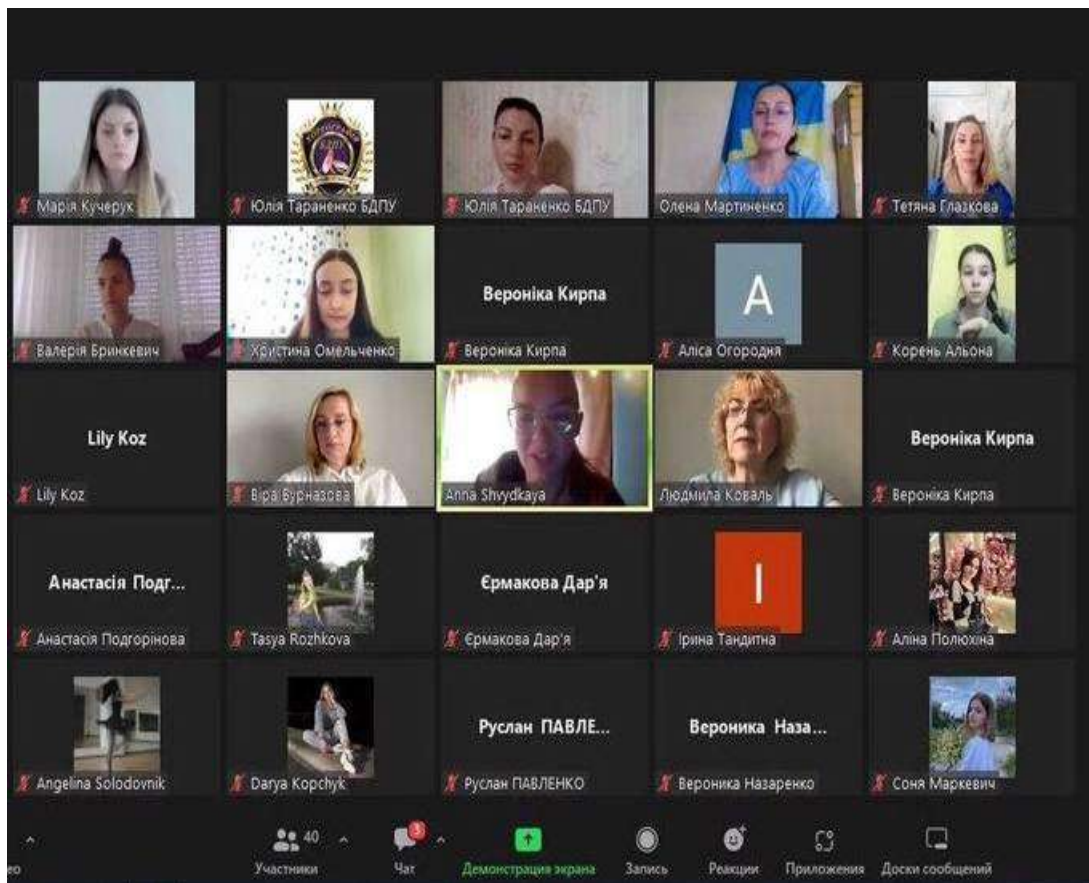 Марія Кучерук
БДПУ
Юлія Тараненко БДПУ
Юлія Тараненко БДПУ
Олена Мартиненко
Тетяна Глазкова
Валерія Бринкевич
Христина Омельченко
Вероніка Кирпа
Вероніка Кирпа
А
Аліса Огородня
Корень Альона
Lily Koz
Lily Koz
Віра Вурназова
Anna Shvydkaya
Людмила Коваль
Вероніка Кирпа
Вероніка Кирпа
Анастасія Подг...
Анастасія Подгорінова
Tasya Rozhkova
Єрмакова Дар'я
Єрмакова Дар'я
І
Ірина Тандитна
Аліна Полюхіна
Angelina Solodovnik
Darya Kopchyk
Руслан ПАВЛЕ...
Руслан ПАВЛЕНКО
Вероника Наза...
Вероника Назаренко
Соня Маркевич
ео
40
Участники
3
Чат
Демонстрация экрана
Запись
Реакции
Приложения
Доски сообщений